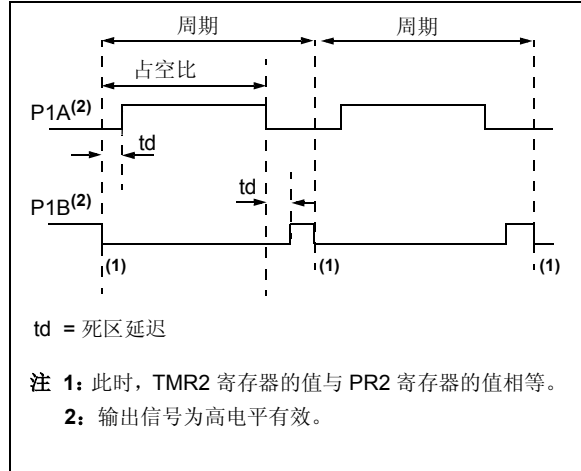 周期 周期
占空比
P1A(2)
td
td
P1B(2)
(1) (1) (1)
td = 死区延迟
注 1: 此时，TMR2 寄存器的值与 PR2 寄存器的值相等。
2: 输出信号为高电平有效。